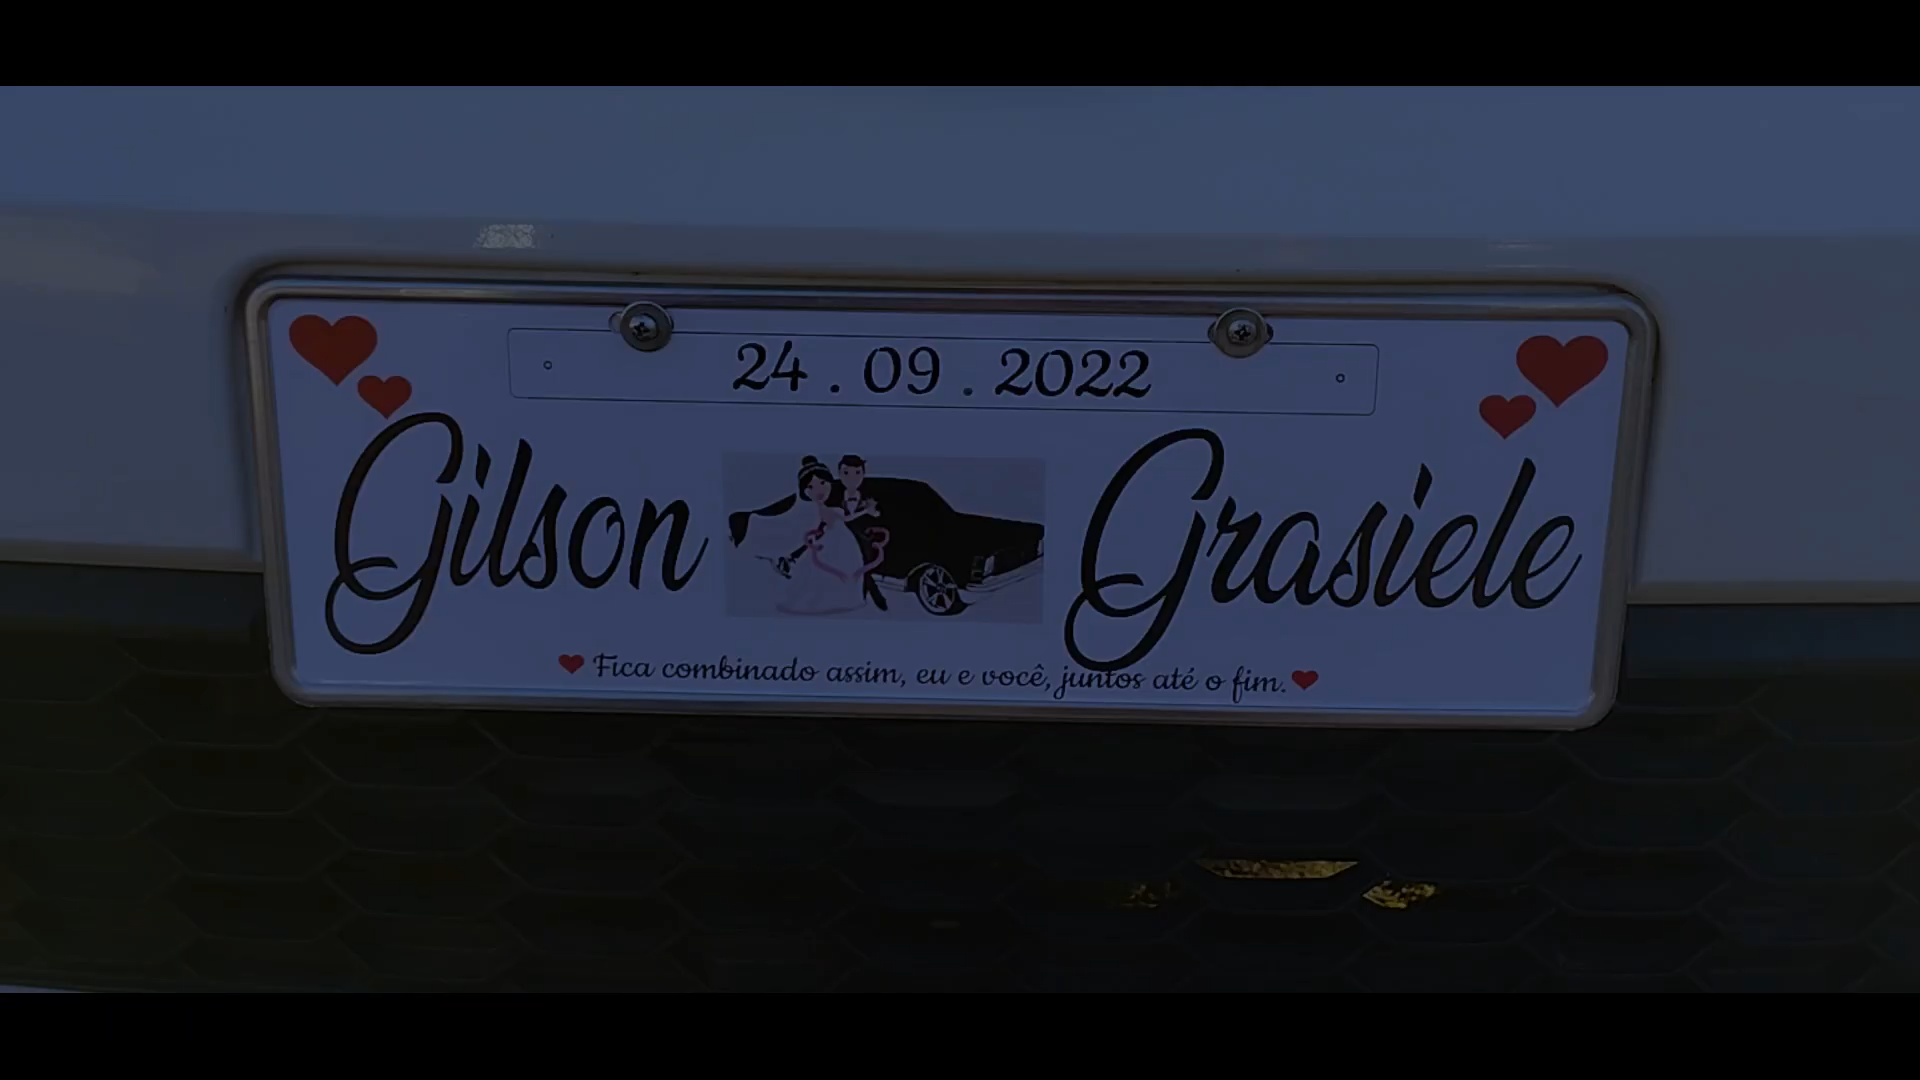 24 . 09 . 2022
Gilson Grasiele
Fica combinado assim, eu e você, juntos até o fim.